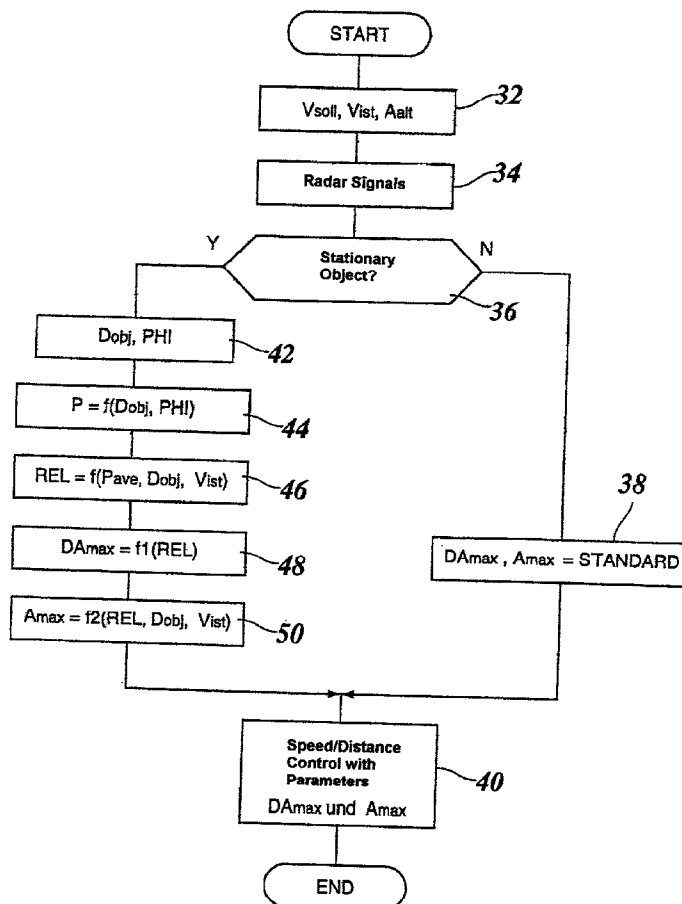 START
Vsoll, Vist, Aalt
32
Radar Signals
34
Y
Stationary
Object?
N
36
Dobj, PHI
42
P = f(Dobj, PHI)
44
REL = f(Pave, Dobj, Vist)
46
38
DAmax = f1(REL)
48
DAmax , Amax = STANDARD
Amax = f2(REL, Dobj, Vist)
50
Speed/Distance
Control with
Parameters
DAmax und Amax
40
END